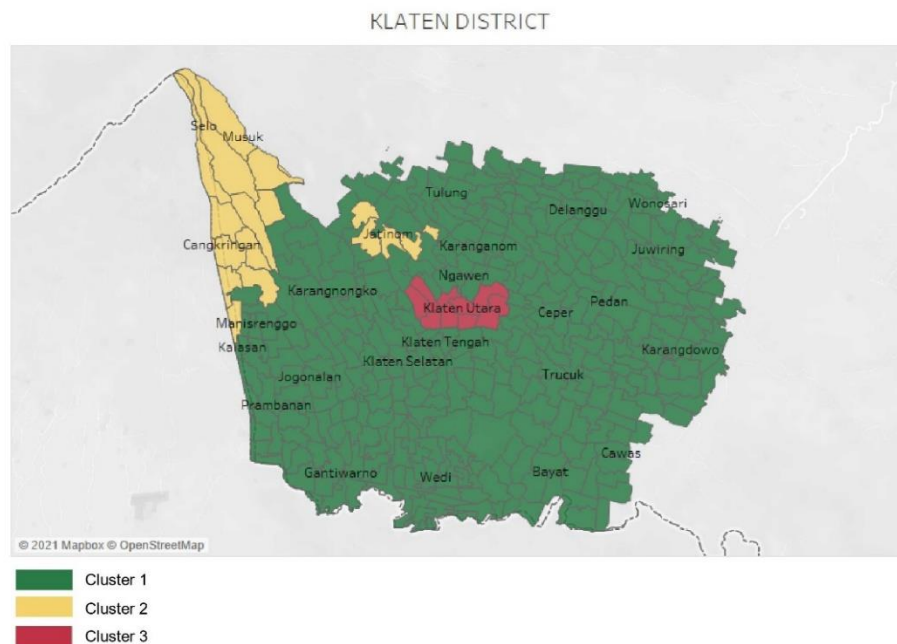 KLATEN DISTRICT
Selo
Musuk
Tulung
Delanggu
Wonosari
Jatinom
Cangkringan
Karanganom
Juwiring
Ngawen
Karangnongko
Klaten Utara
Ceper
Pedan
Manisrenggo
Kalasan
Klaten Tengah
Klaten Selatan
Karangdowo
Jogonalan
Trucuk
Prambanan
Cawas
Gantiwarno
Wedi
Bayat
© 2021 Mapbox © OpenStreetMap
Cluster 1
Cluster 2
Cluster 3